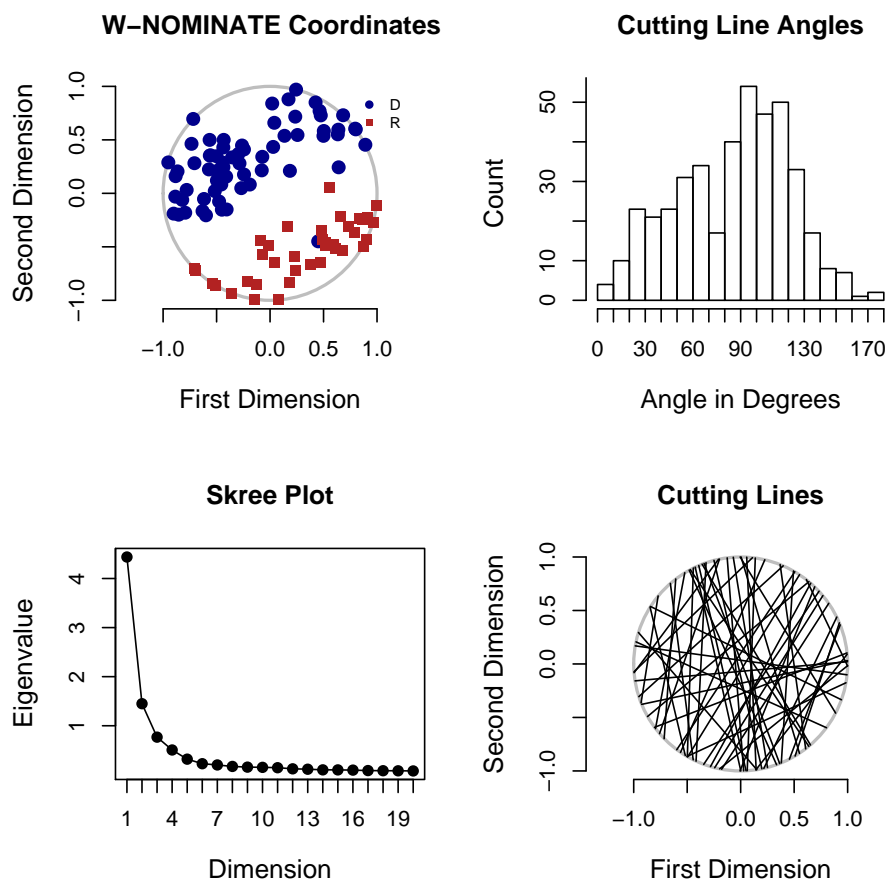 W−NOMINATE Coordinates
Second Dimension
1.0
0.5
0.0
−1.0
D
R
−1.0 0.0 0.5 1.0
First Dimension
Cutting Line Angles
Count
50
30
10
0
0 30 60 90 130 170
Angle in Degrees
Skree Plot
Eigenvalue
4
3
2
1
1 4 7 10 13 16 19
Dimension
Cutting Lines
Second Dimension
1.0
0.5
0.0
−1.0
−1.0 0.0 0.5 1.0
First Dimension